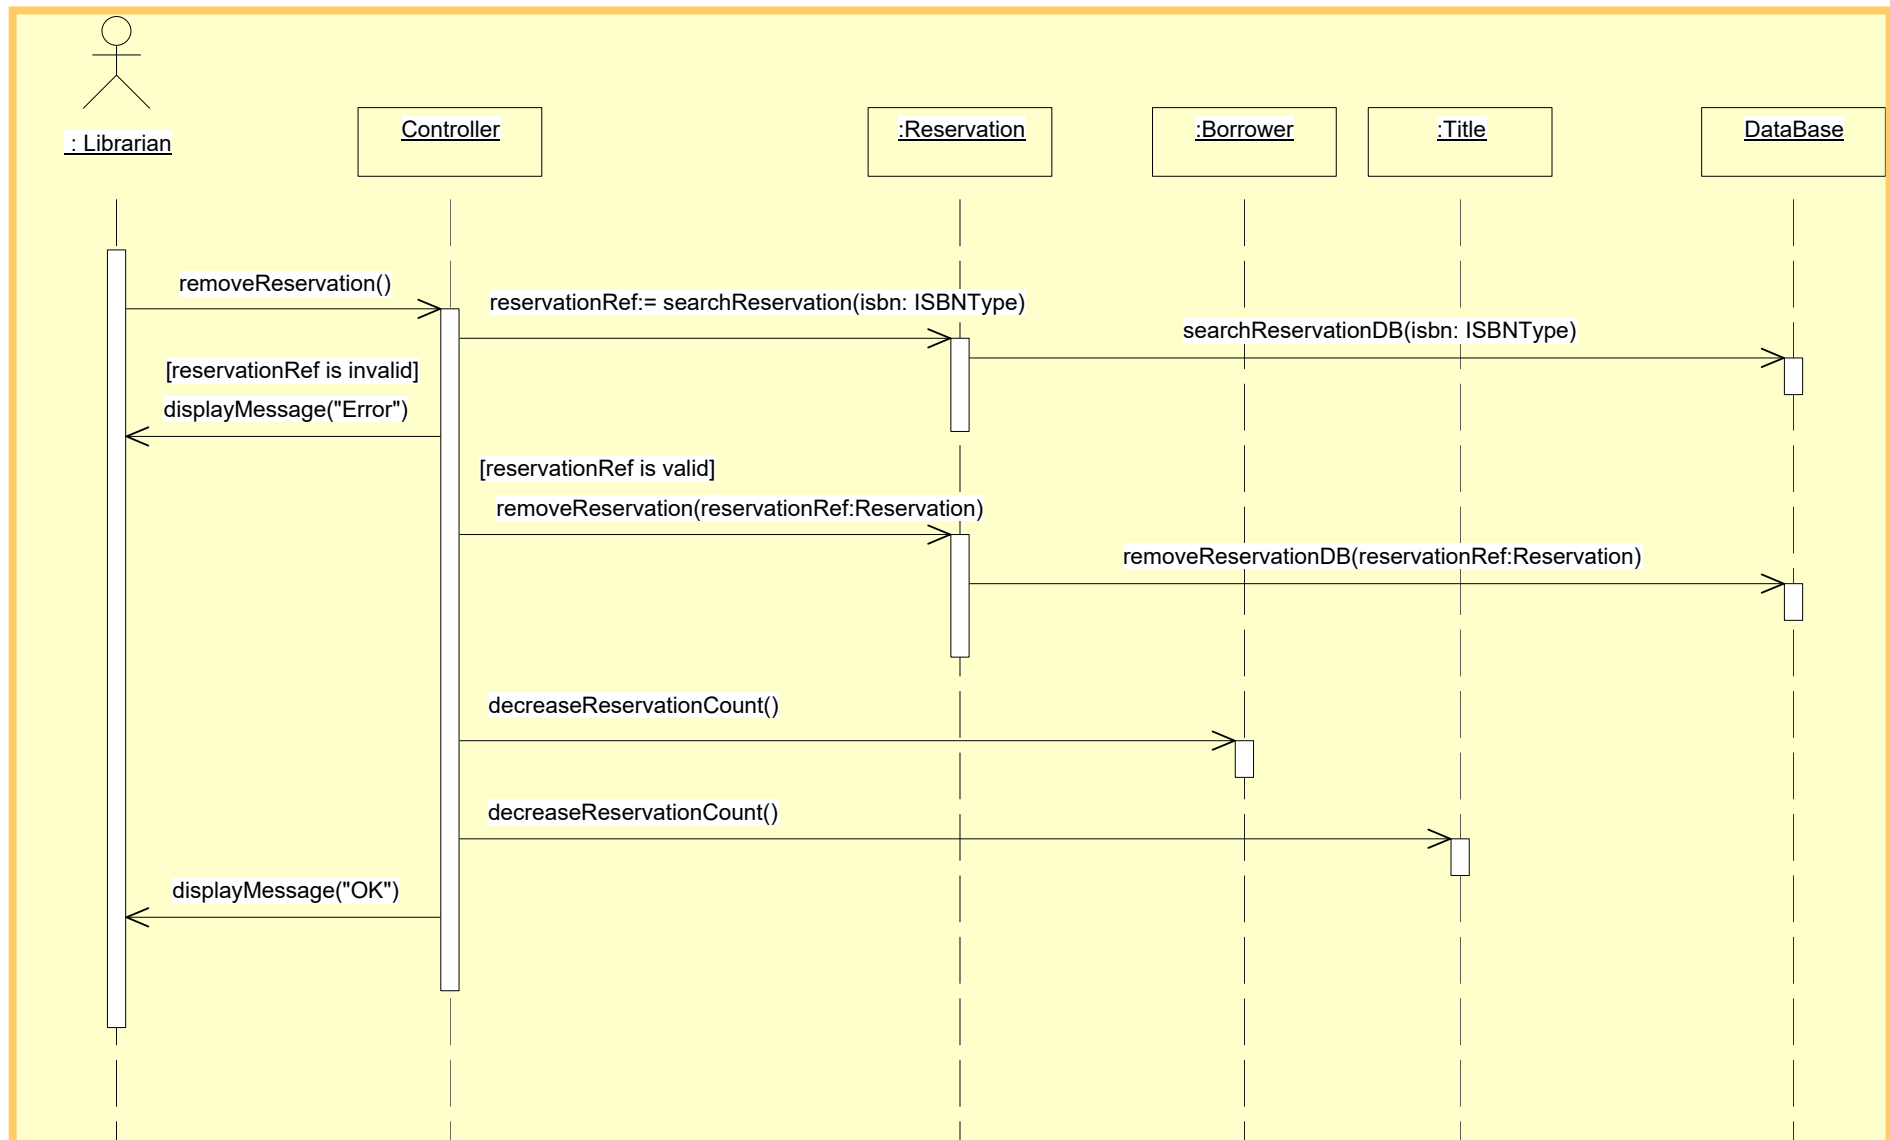 : Librarian
Controller
:Reservation
:Borrower
:Title
DataBase
removeReservation()
reservationRef:= searchReservation(isbn: ISBNType)
searchReservationDB(isbn: ISBNType)
[reservationRef is invalid]
displayMessage("Error")
[reservationRef is valid]
removeReservation(reservationRef:Reservation)
removeReservationDB(reservationRef:Reservation)
decreaseReservationCount()
decreaseReservationCount()
displayMessage("OK")